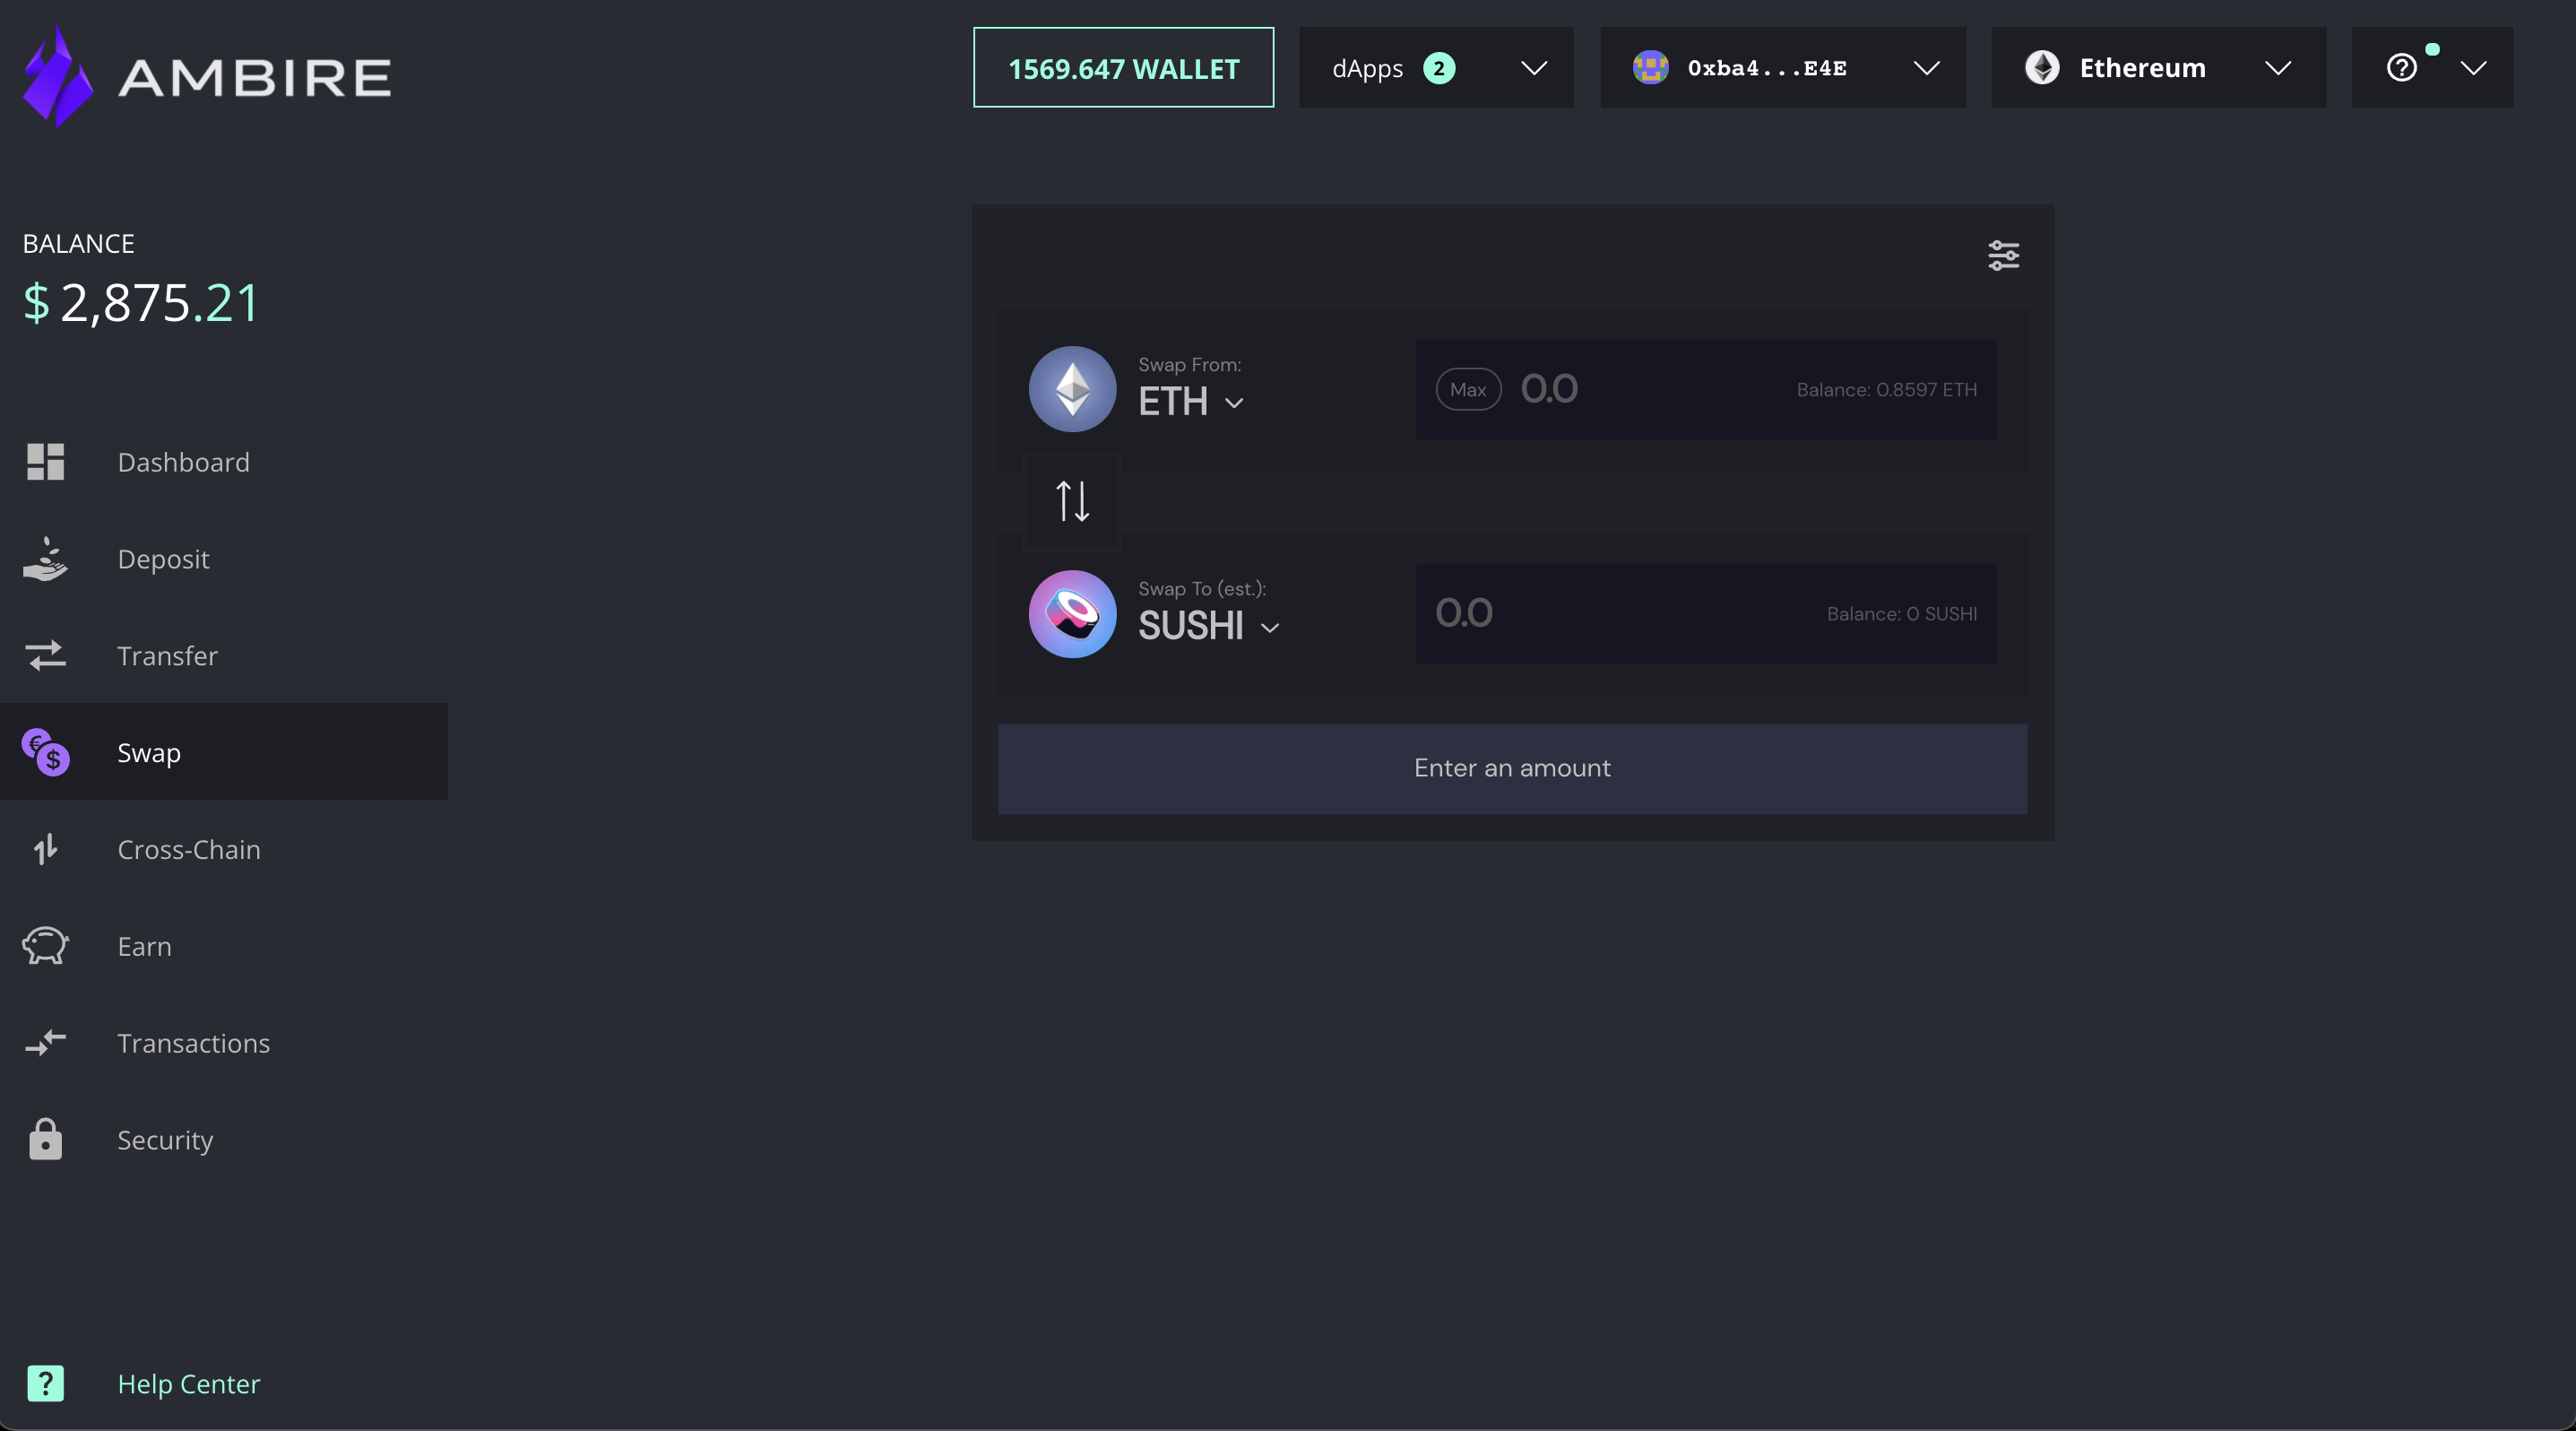 AMBIRE
1569.647 WALLET
dApps 2
0xba4...E4E
Ethereum
BALANCE
$ 2,875.21
Dashboard
Deposit
Transfer
Swap
Cross-Chain
Earn
Transactions
Security
Help Center
Swap From:
ETH
Max 0.0 Balance: 0.8597 ETH
Swap To (est.):
SUSHI
0.0 Balance: 0 SUSHI
Enter an amount